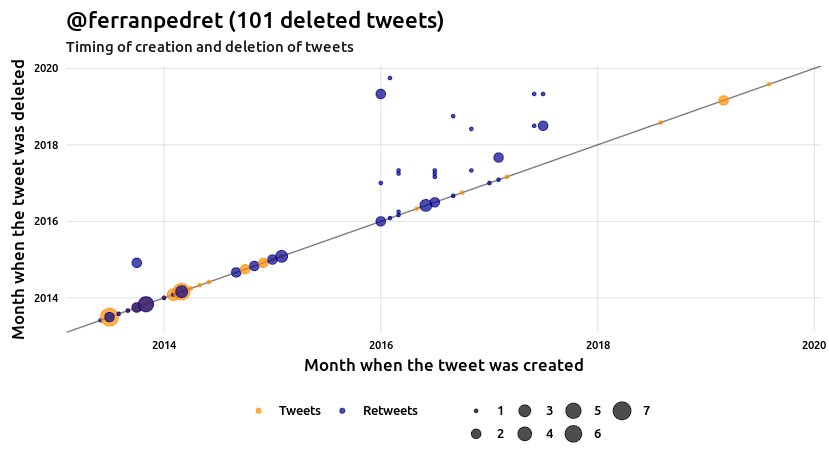 @ferranpedret (101 deleted tweets)
Timing of creation and deletion of tweets
Month when the tweet was deleted
2020
2018
2016
2014
2014
2016
2018
2020
Month when the tweet was created
Tweets
Retweets
1
3
5
7
2
4
6